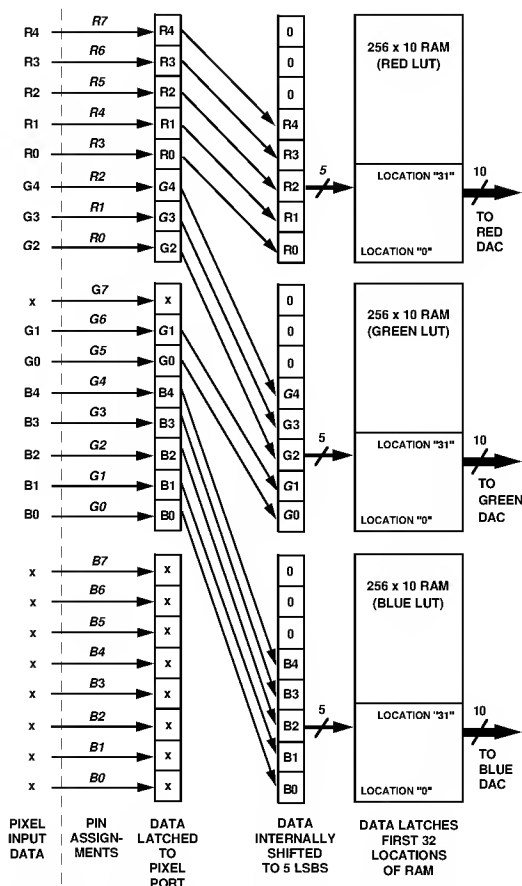 R4 R7 R4 0 256 x 10 RAM
(RED LUT)
R3 R6 R3 0
R2 R5 R2 0
R1 R4 R1 R4
R0 R3 R0 R3 5 LOCATION "31" 10
G4 R2 G4 R2
G3 R1 G3 R1 TO
RED
DAC
G2 R0 G2 R0 LOCATION "0"
x G7 x 0 256 x 10 RAM
(GREEN LUT)
G1 G6 G1 0
G0 G5 G0 0
B4 G4 B4 G4
B3 G3 B3 G3 5 LOCATION "31" 10
B2 G2 B2 G2
B1 G1 B1 G1 TO
GREEN
DAC
B0 G0 B0 G0 LOCATION "0"
x B7 x 0 256 x 10 RAM
(BLUE LUT)
x B6 x 0
x B5 x 0
x B4 x B4
x B3 x B3 5 LOCATION "31" 10
x B2 x B2
x B1 x B1 TO
BLUE
DAC
x B0 x B0 LOCATION "0"
PIXEL
INPUT
DATA
PIN
ASSIGN-
MENTS
DATA
LATCHED
TO
PIXEL
PORT
DATA
INTERNALLY
SHIFTED
TO 5 LSBS
DATA LATCHES
FIRST 32
LOCATIONS
OF RAM